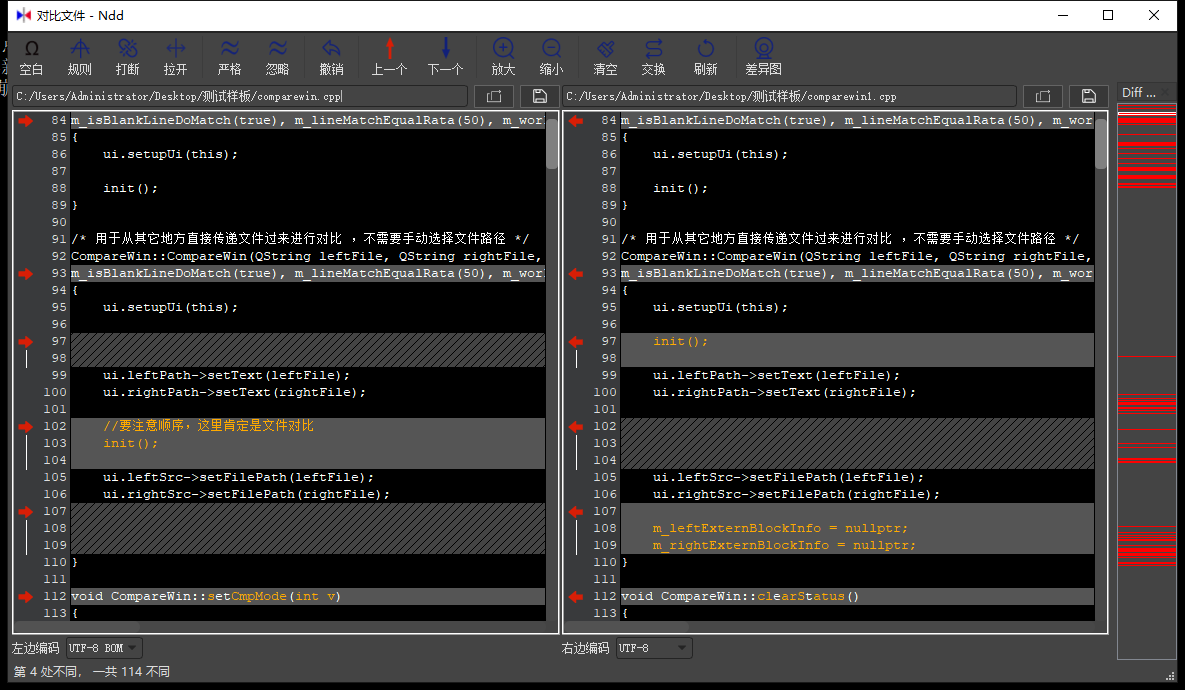 对比文件 - Ndd
空白 规则 打断 拉开 严格 忽略 撤销 上一个 下一个 放大 缩小 清空 交换 刷新 差异图
C:/Users/Administrator/Desktop/测试样板/comparewin.cpp
C:/Users/Administrator/Desktop/测试样板/comparewin1.cpp
Diff ...
84 m_isBlankLineDoMatch(true), m_lineMatchEqualRata(50), m_wor
85 {
86 ui.setupUi(this);
87
88 init();
89 }
90
91 /* 用于从其它地方直接传递文件过来进行对比 ，不需要手动选择文件路径 */
92 CompareWin::CompareWin(QString leftFile, QString rightFile,
93 m_isBlankLineDoMatch(true), m_lineMatchEqualRata(50), m_wor
94 {
95 ui.setupUi(this);
96
97
98
99 ui.leftPath->setText(leftFile);
100 ui.rightPath->setText(rightFile);
101
102 //要注意顺序，这里肯定是文件对比
103 init();
104
105 ui.leftSrc->setFilePath(leftFile);
106 ui.rightSrc->setFilePath(rightFile);
107
108
109
110 }
111
112 void CompareWin::setCmpMode(int v)
113 {
84 m_isBlankLineDoMatch(true), m_lineMatchEqualRata(50), m_wor
85 {
86 ui.setupUi(this);
87
88 init();
89 }
90
91 /* 用于从其它地方直接传递文件过来进行对比 ，不需要手动选择文件路径 */
92 CompareWin::CompareWin(QString leftFile, QString rightFile,
93 m_isBlankLineDoMatch(true), m_lineMatchEqualRata(50), m_wor
94 {
95 ui.setupUi(this);
96
97 init();
98
99 ui.leftPath->setText(leftFile);
100 ui.rightPath->setText(rightFile);
101
102
103
104
105 ui.leftSrc->setFilePath(leftFile);
106 ui.rightSrc->setFilePath(rightFile);
107
108 m_leftExternBlockInfo = nullptr;
109 m_rightExternBlockInfo = nullptr;
110 }
111
112 void CompareWin::clearStatus()
113 {
左边编码 UTF-8 BOM
右边编码 UTF-8
第 4 处不同， 一共 114 不同